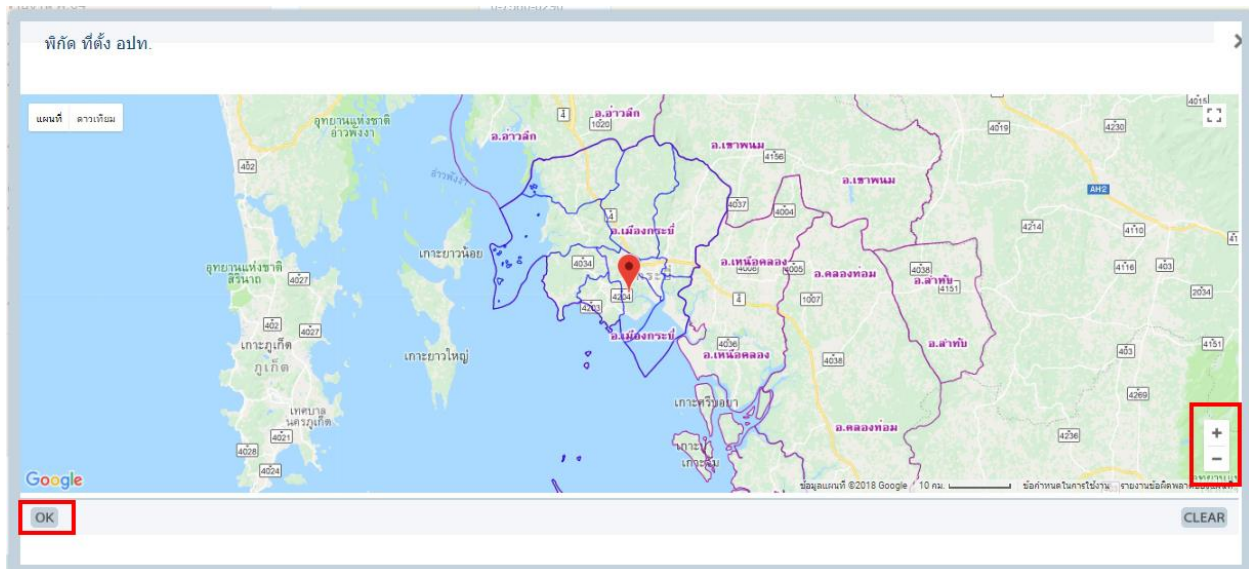 พิกัด ที่ตั้ง อปท.
แผนที่
ดาวเทียม
อุทยานแห่งชาติ
อ่าวพังงา
4
อ.อ่าวลึก
1020
อ.อ่าวลึก
4015
4019
4230
อ.เขาพนม
4156
402
อ่าวพังงา
อ.เขาพนม
AH2
4037
4004
4
อ.เมืองกระบี่
4214
4110
เกาะยาวน้อย
4034
อ.เหนือคลอง
4005
อ.คลองท่อม
4038
อ.ลำทับ
4151
4116
403
อุทยานแห่งชาติ
สิรินาถ
4027
4204
4203
4
1007
2034
402
4027
เกาะภูเก็ต
ภูเก็ต
เกาะยาวใหญ่
อ.เมืองกระบี่
4036
อ.เหนือคลอง
4038
อ.ลำทับ
403
4151
เทศบาล
นครภูเก็ต
4021
4028
4024
เกาะศรีบอยา
อ.คลองท่อม
4269
4236
+
−
Google
ข้อมูลแผนที่ ©2018 Google
10 กม.
ข้อกำหนดในการใช้งาน
OK
CLEAR